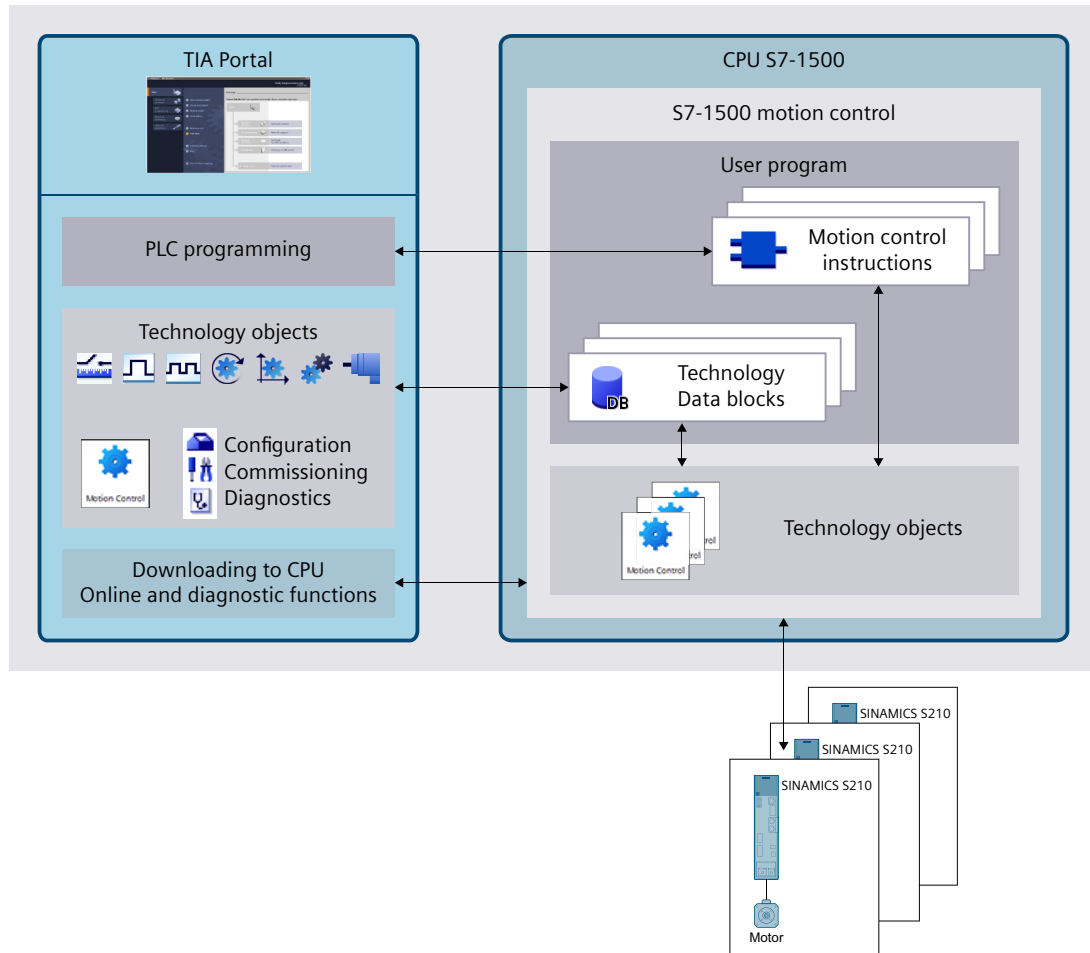 TIA Portal
PLC programming
Technology objects
Motion Control
Configuration
Commissioning
Diagnostics
Downloading to CPU
Online and diagnostic functions
CPU S7-1500
S7-1500 motion control
User program
Motion control
instructions
Technology
Data blocks
DB
Technology objects
Motion Control
SINAMICS S210
SINAMICS S210
SINAMICS S210
Motor